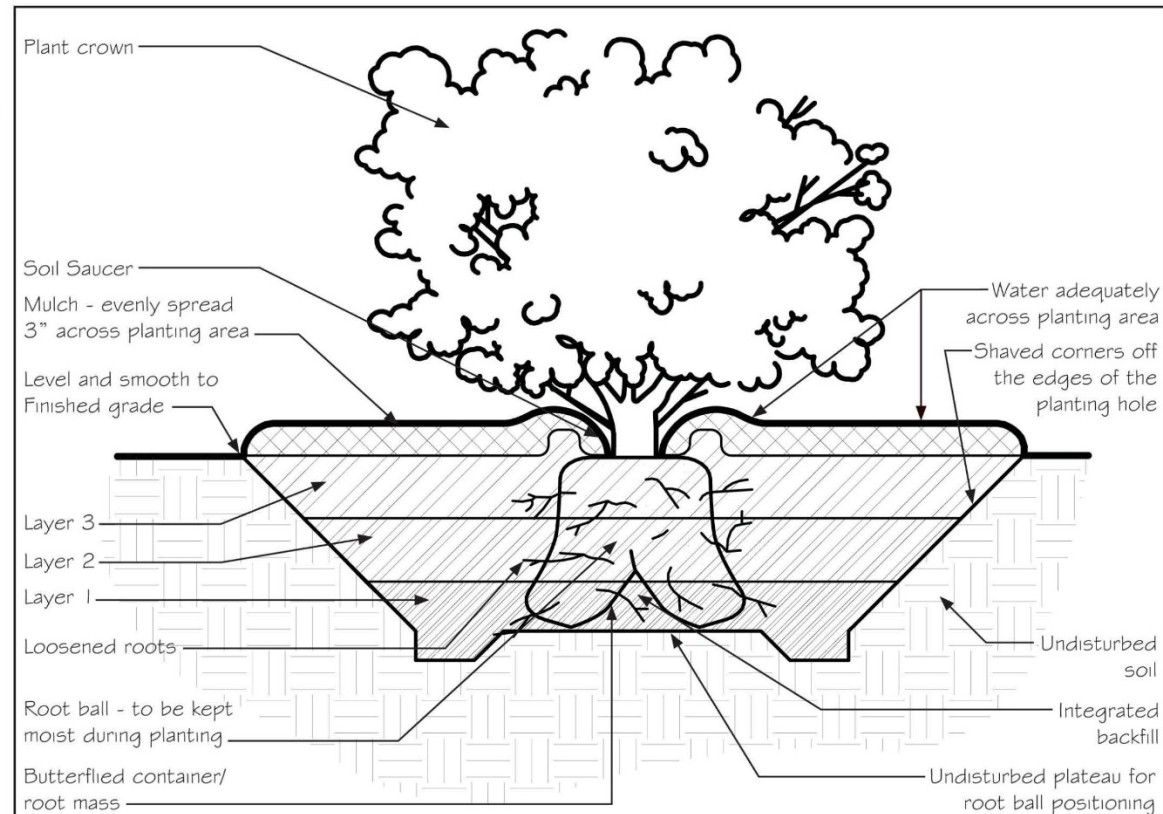 Plant crown
Soil Saucer
Mulch - evenly spread
3" across planting area
Level and smooth to
Finished grade
Layer 3
Layer 2
Layer 1
Loosened roots
Root ball - to be kept
moist during planting
Butterflied container/
root mass
Water adequately
across planting area
Shaved corners off
the edges of the
planting hole
Undisturbed
soil
Integrated
backfill
Undisturbed plateau for
root ball positioning